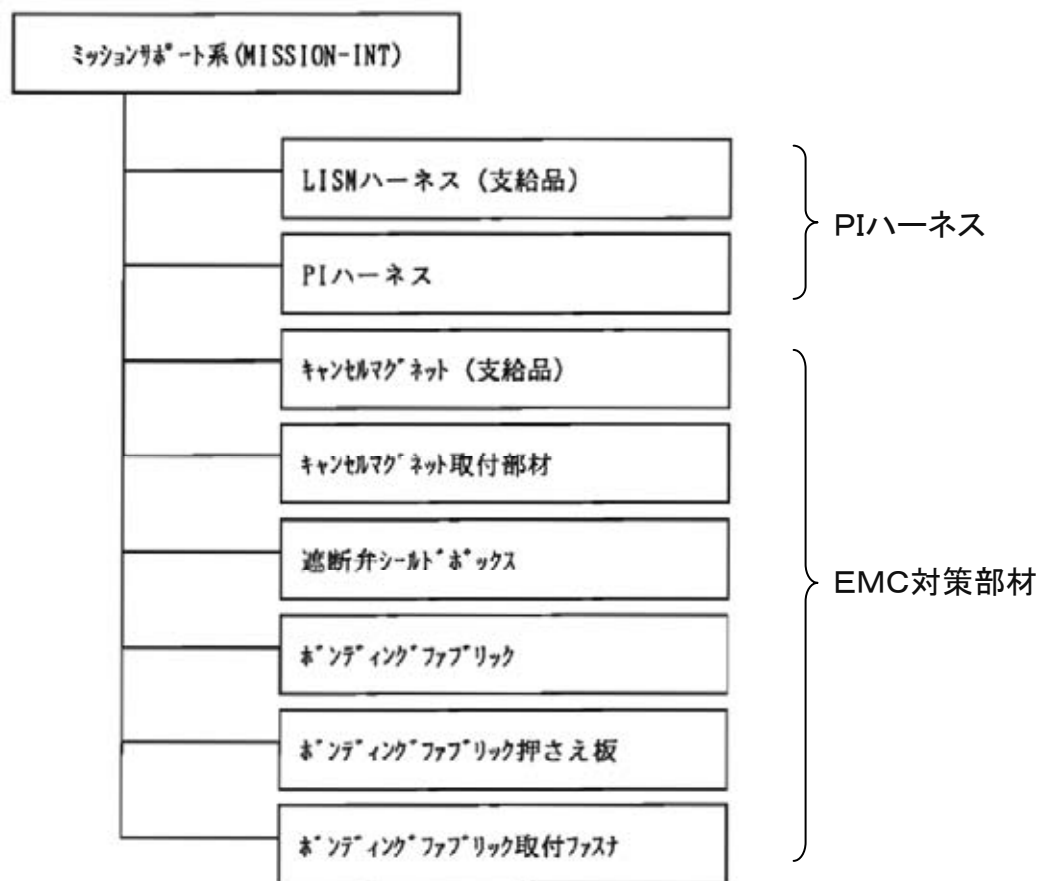 ﾐｯｼｮﾝｻﾎﾟｰﾄ系(MISSION-INT)
LISMハーネス（支給品）
PIハーネス
PIハーネス
ｷｬﾝｾﾙﾏｸﾞﾈｯﾄ（支給品）
ｷｬﾝｾﾙﾏｸﾞﾈｯﾄ取付部材
遮断弁ｼｰﾙﾄﾞﾎﾞｯｸｽ
EMC対策部材
ﾎﾞﾝﾃﾞｨﾝｸﾞﾌｧﾌﾞﾘｯｸ
ﾎﾞﾝﾃﾞｨﾝｸﾞﾌｧﾌﾞﾘｯｸ押さえ板
ﾎﾞﾝﾃﾞｨﾝｸﾞﾌｧﾌﾞﾘｯｸ取付ﾌｧｽﾅ